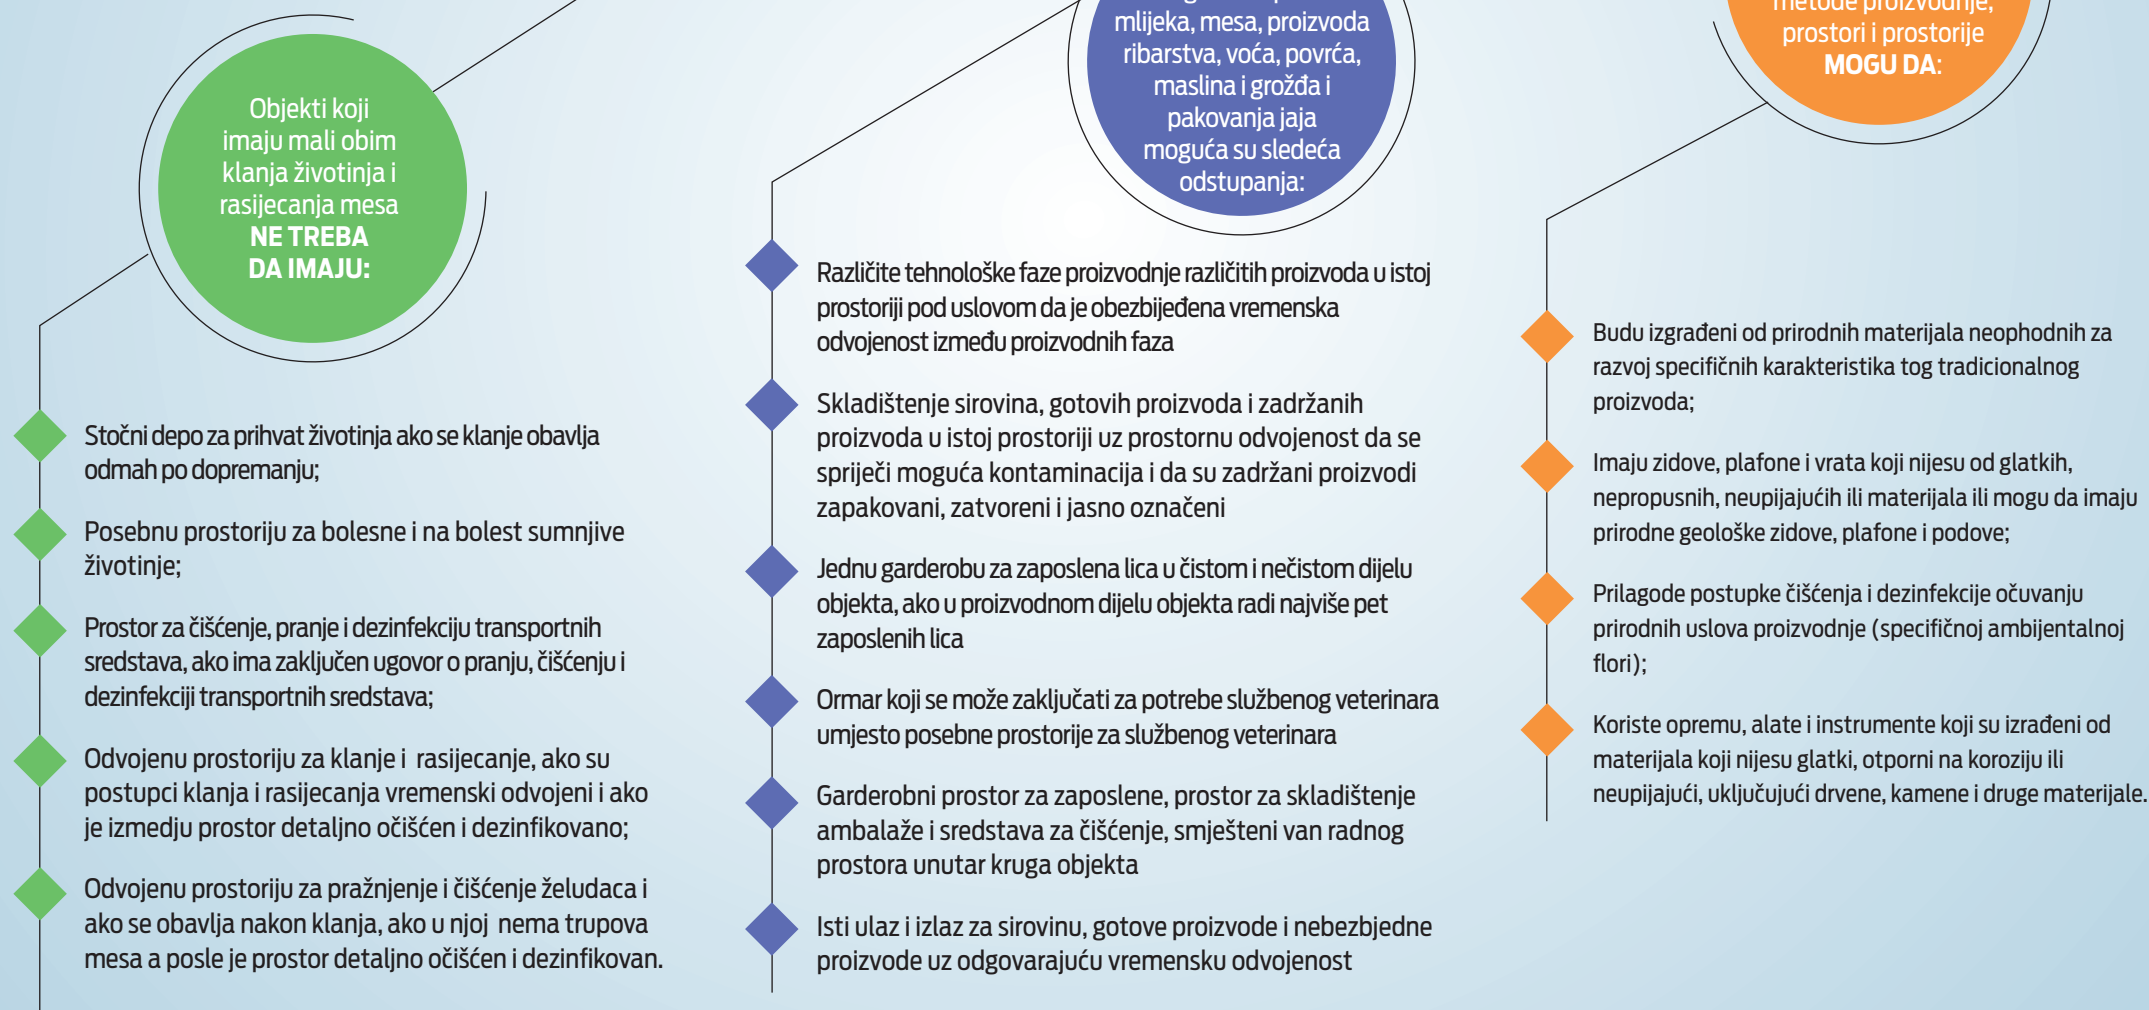 Objekti koji
imaju mali obim
klanja životinja i
rasijecanja mesa
NE TREBA
DA IMAJU:
Stočni depo za prihvat životinja ako se klanje obavlja
odmah po dopremanju;
Posebnu prostoriju za bolesne i na bolest sumnjive
životinje;
Prostor za čišćenje, pranje i dezinfekciju transportnih
sredstava, ako ima zaključen ugovor o pranju, čišćenju i
dezinfekciji transportnih sredstava;
Odvojenu prostoriju za klanje i rasijecanje, ako su
postupci klanja i rasijecanja vremenski odvojeni i ako
je izmedju prostor detaljno očišćen i dezinfikovano;
Odvojenu prostoriju za pražnjenje i čišćenje želudaca i
ako se obavlja nakon klanja, ako u njoj nema trupova
mesa a posle je prostor detaljno očišćen i dezinfikovan.
mlijeka, mesa, proizvoda
ribarstva, voća, povrća,
maslina i grožđa i
pakovanja jaja
moguća su sledeća
odstupanja:
Različite tehnološke faze proizvodnje različitih proizvoda u istoj
prostoriji pod uslovom da je obezbijeđena vremenska
odvojenost između proizvodnih faza
Skladištenje sirovina, gotovih proizvoda i zadržanih
proizvoda u istoj prostoriji uz prostornu odvojenost da se
spriječi moguća kontaminacija i da su zadržani proizvodi
zapakovani, zatvoreni i jasno označeni
Jednu garderobu za zaposlena lica u čistom i nečistom dijelu
objekta, ako u proizvodnom dijelu objekta radi najviše pet
zaposlenih lica
Ormar koji se može zaključati za potrebe službenog veterinara
umjesto posebne prostorije za službenog veterinara
Garderobni prostor za zaposlene, prostor za skladištenje
ambalaže i sredstava za čišćenje, smješteni van radnog
prostora unutar kruga objekta
Isti ulaz i izlaz za sirovinu, gotove proizvode i nebezbjedne
proizvode uz odgovarajuću vremensku odvojenost
metode proizvodnje,
prostori i prostorije
MOGU DA:
Budu izgrađeni od prirodnih materijala neophodnih za
razvoj specifičnih karakteristika tog tradicionalnog
proizvoda;
Imaju zidove, plafone i vrata koji nijesu od glatkih,
nepropusnih, neupijajućih ili materijala ili mogu da imaju
prirodne geološke zidove, plafone i podove;
Prilagode postupke čišćenja i dezinfekcije očuvanju
prirodnih uslova proizvodnje (specifičnoj ambijentalnoj
flori);
Koriste opremu, alate i instrumente koji su izrađeni od
materijala koji nijesu glatki, otporni na koroziju ili
neupijajući, uključujući drvene, kamene i druge materijale.